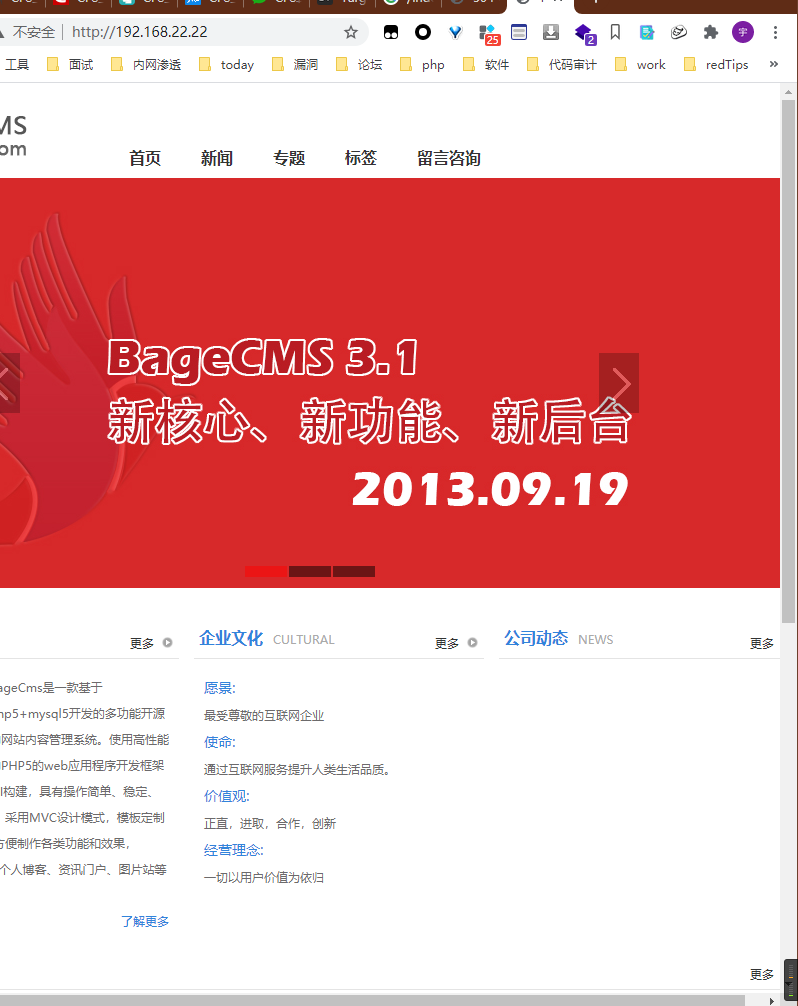 不安全 http://192.168.22.22
25
2
宇
工具 面试 内网渗透 today 漏洞 论坛 php 软件 代码审计 work redTips »
MS
om
首页 新闻 专题 标签 留言咨询
BageCMS 3.1
新核心、新功能、新后台
2013.09.19
更多
企业文化 CULTURAL 更多
公司动态 NEWS 更多
ageCms是一款基于
hp5+mysql5开发的多功能开源
网站内容管理系统。使用高性能
PHP5的web应用程序开发框架
构建，具有操作简单、稳定、
采用MVC设计模式，模板定制
方便制作各类功能和效果，
个人博客、资讯门户、图片站等
了解更多
愿景:
最受尊敬的互联网企业
使命:
通过互联网服务提升人类生活品质。
价值观:
正直，进取，合作，创新
经营理念:
一切以用户价值为依归
更多